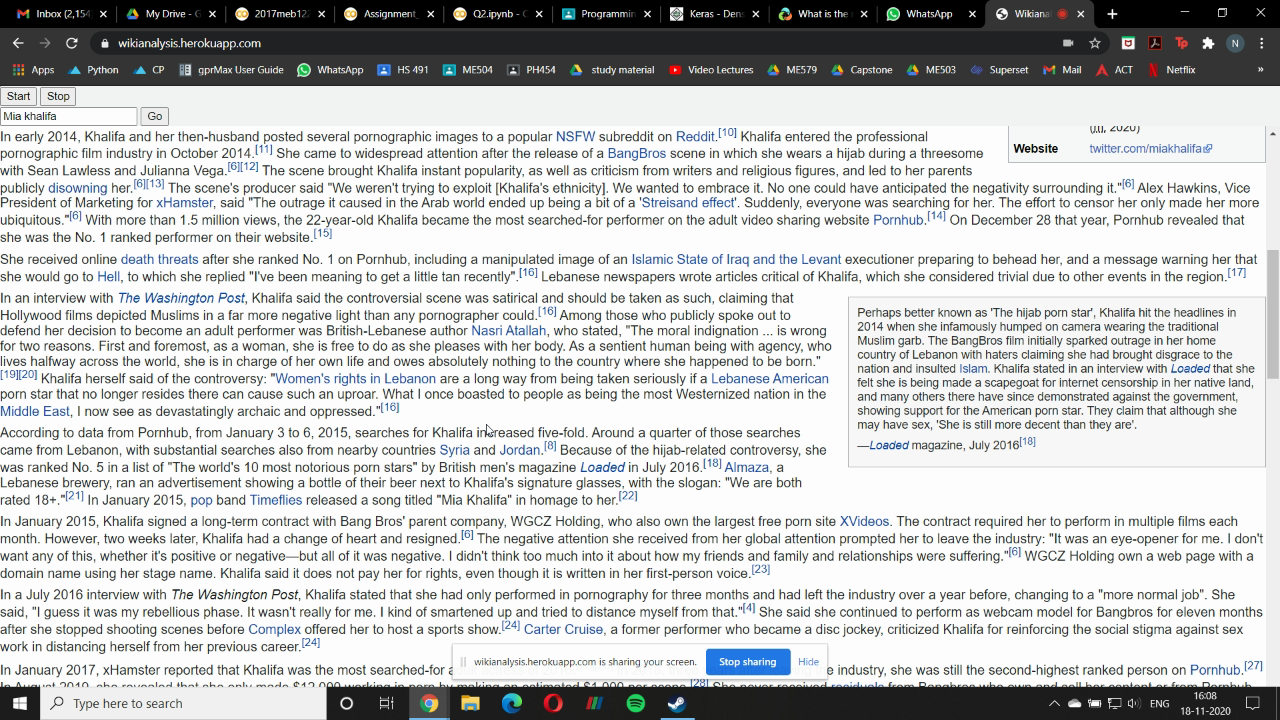 Inbox (2,154
My Drive - G
2017meb12
Assignment_
Q2.ipynb - C
Programmin
Keras - Dens
What is the
WhatsApp
Wikianal
wikianalysis.herokuapp.com
N
Apps Python CP gprMax User Guide WhatsApp HS 491 ME504 PH454 study material Video Lectures ME579 Capstone ME503 Superset Mail ACT Netflix »
Start Stop
Mia khalifa Go
In early 2014, Khalifa and her then-husband posted several pornographic images to a popular NSFW subreddit on Reddit.[10] Khalifa entered the professional
pornographic film industry in October 2014.[11] She came to widespread attention after the release of a BangBros scene in which she wears a hijab during a threesome
with Sean Lawless and Julianna Vega.[6][12] The scene brought Khalifa instant popularity, as well as criticism from writers and religious figures, and led to her parents
publicly disowning her.[6][13] The scene's producer said "We weren't trying to exploit [Khalifa's ethnicity]. We wanted to embrace it. No one could have anticipated the negativity surrounding it."[6] Alex Hawkins, Vice
President of Marketing for xHamster, said "The outrage it caused in the Arab world ended up being a bit of a 'Streisand effect'. Suddenly, everyone was searching for her. The effort to censor her only made her more
ubiquitous."[6] With more than 1.5 million views, the 22-year-old Khalifa became the most searched-for performer on the adult video sharing website Pornhub.[14] On December 28 that year, Pornhub revealed that
she was the No. 1 ranked performer on their website.[15]
2020)
Website twitter.com/miakhalifa
She received online death threats after she ranked No. 1 on Pornhub, including a manipulated image of an Islamic State of Iraq and the Levant executioner preparing to behead her, and a message warning her that
she would go to Hell, to which she replied "I've been meaning to get a little tan recently".[16] Lebanese newspapers wrote articles critical of Khalifa, which she considered trivial due to other events in the region.[17]
In an interview with The Washington Post, Khalifa said the controversial scene was satirical and should be taken as such, claiming that
Hollywood films depicted Muslims in a far more negative light than any pornographer could.[16] Among those who publicly spoke out to
defend her decision to become an adult performer was British-Lebanese author Nasri Atallah, who stated, "The moral indignation ... is wrong
for two reasons. First and foremost, as a woman, she is free to do as she pleases with her body. As a sentient human being with agency, who
lives halfway across the world, she is in charge of her own life and owes absolutely nothing to the country where she happened to be born."
[19][20] Khalifa herself said of the controversy: "Women's rights in Lebanon are a long way from being taken seriously if a Lebanese American
porn star that no longer resides there can cause such an uproar. What I once boasted to people as being the most Westernized nation in the
Middle East, I now see as devastatingly archaic and oppressed."[16]
Perhaps better known as 'The hijab porn star', Khalifa hit the headlines in
2014 when she infamously humped on camera wearing the traditional
Muslim garb. The BangBros film initially sparked outrage in her home
country of Lebanon with haters claiming she had brought disgrace to the
nation and insulted Islam. Khalifa stated in an interview with Loaded that she
felt she was being made a scapegoat for internet censorship in her native land,
and many others there have since demonstrated against the government,
showing support for the American porn star. They claim that although she
may have sex, 'She is still more decent than they are'.
—Loaded magazine, July 2016[18]
According to data from Pornhub, from January 3 to 6, 2015, searches for Khalifa increased five-fold. Around a quarter of those searches
came from Lebanon, with substantial searches also from nearby countries Syria and Jordan.[8] Because of the hijab-related controversy, she
was ranked No. 5 in a list of "The world's 10 most notorious porn stars" by British men's magazine Loaded in July 2016.[18] Almaza, a
Lebanese brewery, ran an advertisement showing a bottle of their beer next to Khalifa's signature glasses, with the slogan: "We are both
rated 18+."[21] In January 2015, pop band Timeflies released a song titled "Mia Khalifa" in homage to her.[22]
In January 2015, Khalifa signed a long-term contract with Bang Bros' parent company, WGCZ Holding, who also own the largest free porn site XVideos. The contract required her to perform in multiple films each
month. However, two weeks later, Khalifa had a change of heart and resigned.[6] The negative attention she received from her global attention prompted her to leave the industry: "It was an eye-opener for me. I don't
want any of this, whether it's positive or negative—but all of it was negative. I didn't think too much into it about how my friends and family and relationships were suffering."[6] WGCZ Holding own a web page with a
domain name using her stage name. Khalifa said it does not pay her for rights, even though it is written in her first-person voice.[23]
In a July 2016 interview with The Washington Post, Khalifa stated that she had only performed in pornography for three months and had left the industry over a year before, changing to a "more normal job". She
said, "I guess it was my rebellious phase. It wasn't really for me. I kind of smartened up and tried to distance myself from that."[4] She said she continued to perform as webcam model for Bangbros for eleven months
after she stopped shooting scenes before Complex offered her to host a sports show.[24] Carter Cruise, a former performer who became a disc jockey, criticized Khalifa for reinforcing the social stigma against sex
work in distancing herself from her previous career.[24]
In January 2017, xHamster reported that Khalifa was the most searched-for a industry, she was still the second-highest ranked person on Pornhub.[27]
wikianalysis.herokuapp.com is sharing your screen. Stop sharing Hide
Type here to search
16:08
18-11-2020